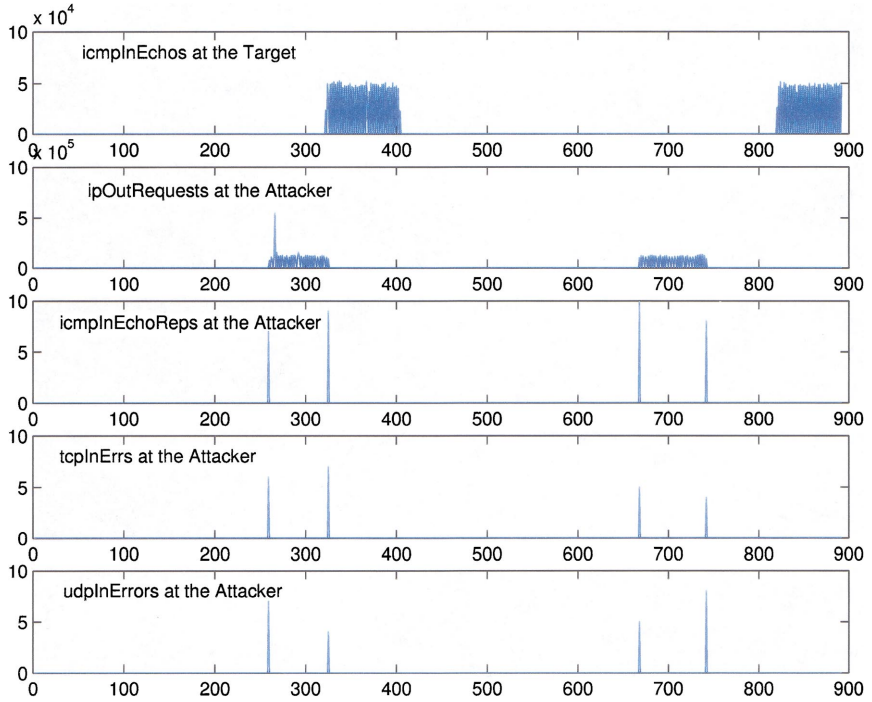 x 10^4
10
icmpInEchos at the Target
5
0
0 100 200 300 400 500 600 700 800 900
x 10^5
10
ipOutRequests at the Attacker
5
0
0 100 200 300 400 500 600 700 800 900
10
icmpInEchoReps at the Attacker
5
0
0 100 200 300 400 500 600 700 800 900
10
tcpInErrs at the Attacker
5
0
0 100 200 300 400 500 600 700 800 900
10
udpInErrors at the Attacker
5
0
0 100 200 300 400 500 600 700 800 900